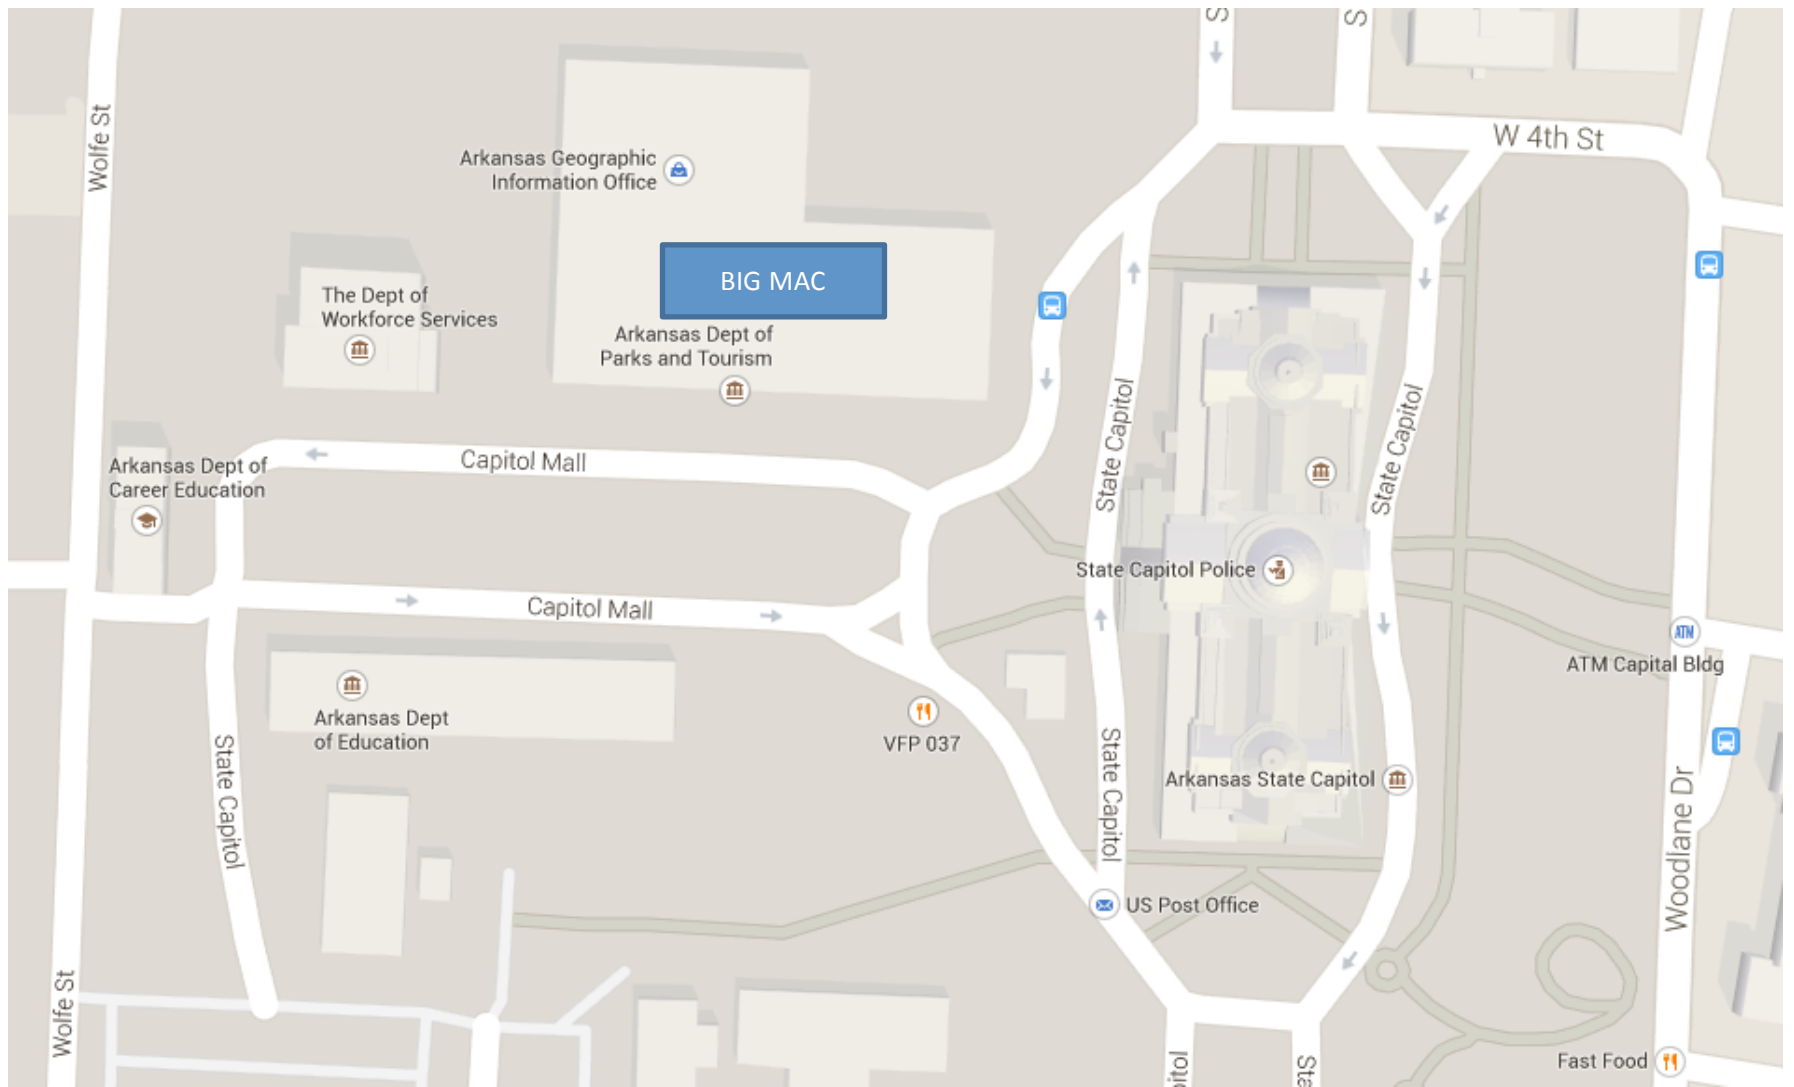 S
S
W 4th St
Wolfe St
Arkansas Geographic
Information Office
BIG MAC
The Dept of
Workforce Services
Arkansas Dept of
Parks and Tourism
State Capitol
State Capitol
Capitol Mall
Arkansas Dept of
Career Education
State Capitol Police
Capitol Mall
ATM
ATM Capital Bldg
Arkansas Dept
of Education
VFP 037
State Capitol
State Capitol
Arkansas State Capitol
Woodlane Dr
US Post Office
Wolfe St
Fast Food
pitol
Sta